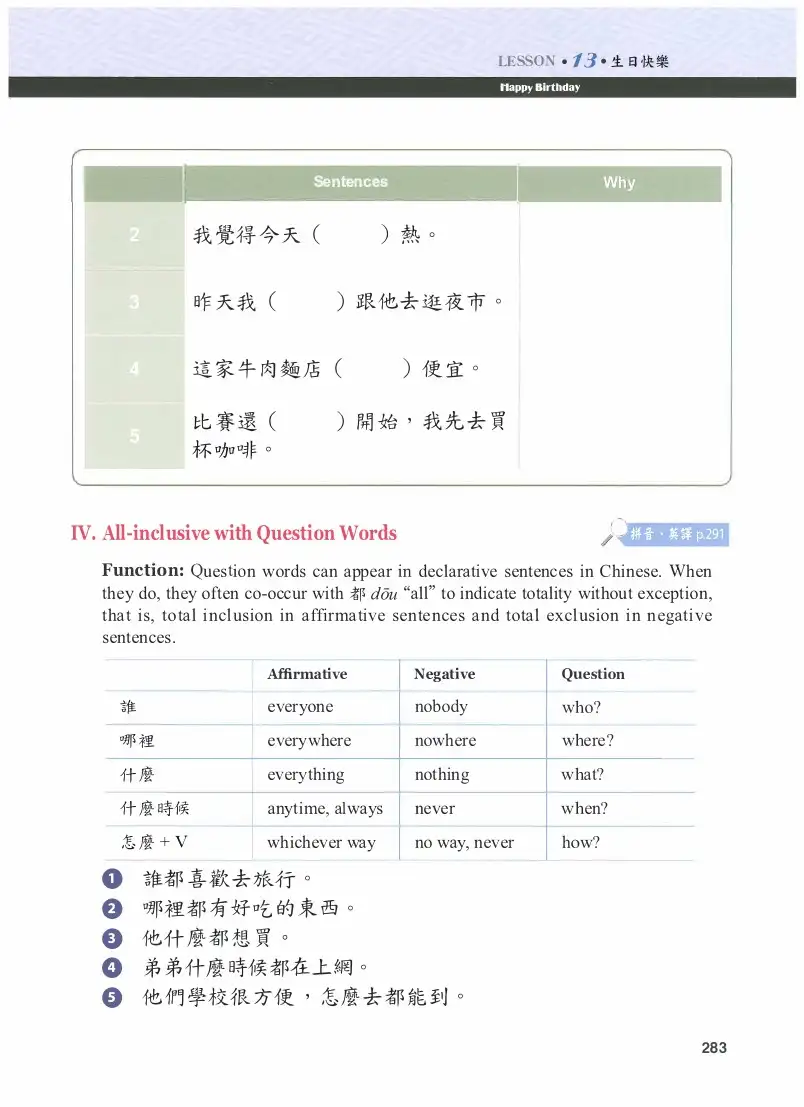 LESSON • 13 • 生日快樂
Happy Birthday
Sentences Why
2 我覺得今天（ ）熱。
3 昨天我（ ）跟他去逛夜市。
4 這家牛肉麵店（ ）便宜。
5 比賽還（ ）開始，我先去買
杯咖啡。
IV. All-inclusive with Question Words
拼音、英譯 p.291
Function: Question words can appear in declarative sentences in Chinese. When
they do, they often co-occur with 都 dōu “all” to indicate totality without exception,
that is, total inclusion in affirmative sentences and total exclusion in negative
sentences.
Affirmative Negative Question
誰 everyone nobody who?
哪裡 everywhere nowhere where?
什麼 everything nothing what?
什麼時候 anytime, always never when?
怎麼 + V whichever way no way, never how?
1 誰都喜歡去旅行。
2 哪裡都有好吃的東西。
3 他什麼都想買。
4 弟弟什麼時候都在上網。
5 他們學校很方便，怎麼去都能到。
283